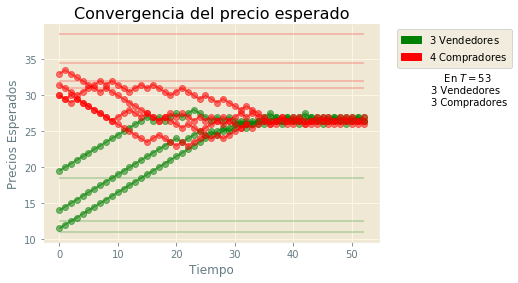 Convergencia del precio esperado
Precios Esperados
35
30
25
20
15
10
0
10
20
30
40
50
Tiempo
3 Vendedores
4 Compradores
En T = 53
3 Vendedores
3 Compradores